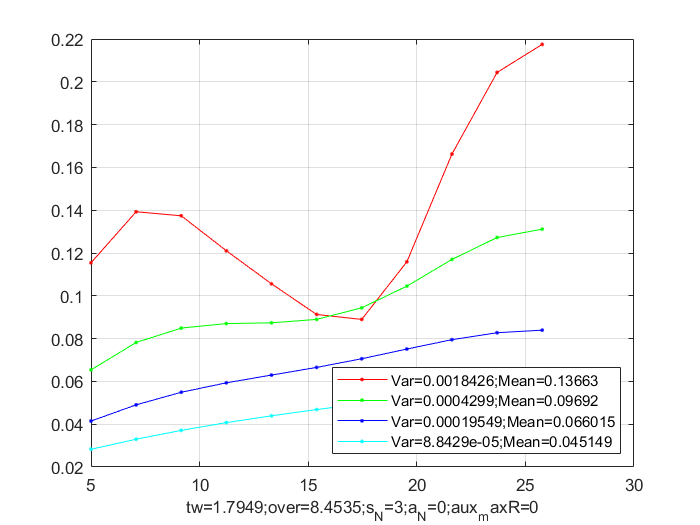 0.22
0.2
0.18
0.16
0.14
0.12
0.1
0.08
0.06
0.04
0.02
Var=0.0018426;Mean=0.13663
Var=0.0004299;Mean=0.09692
Var=0.00019549;Mean=0.066015
Var=8.8429e-05;Mean=0.045149
5 10 15 20 25 30
tw=1.7949;over=8.4535;s_N=3;a_N=0;aux_maxR=0